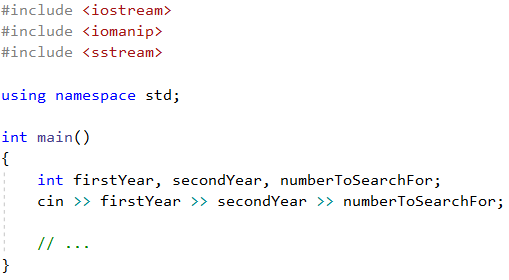 #include <iostream>
#include <iomanip>
#include <sstream>
using namespace std;
int main()
{
int firstYear, secondYear, numberToSearchFor;
cin >> firstYear >> secondYear >> numberToSearchFor;
// ...
}